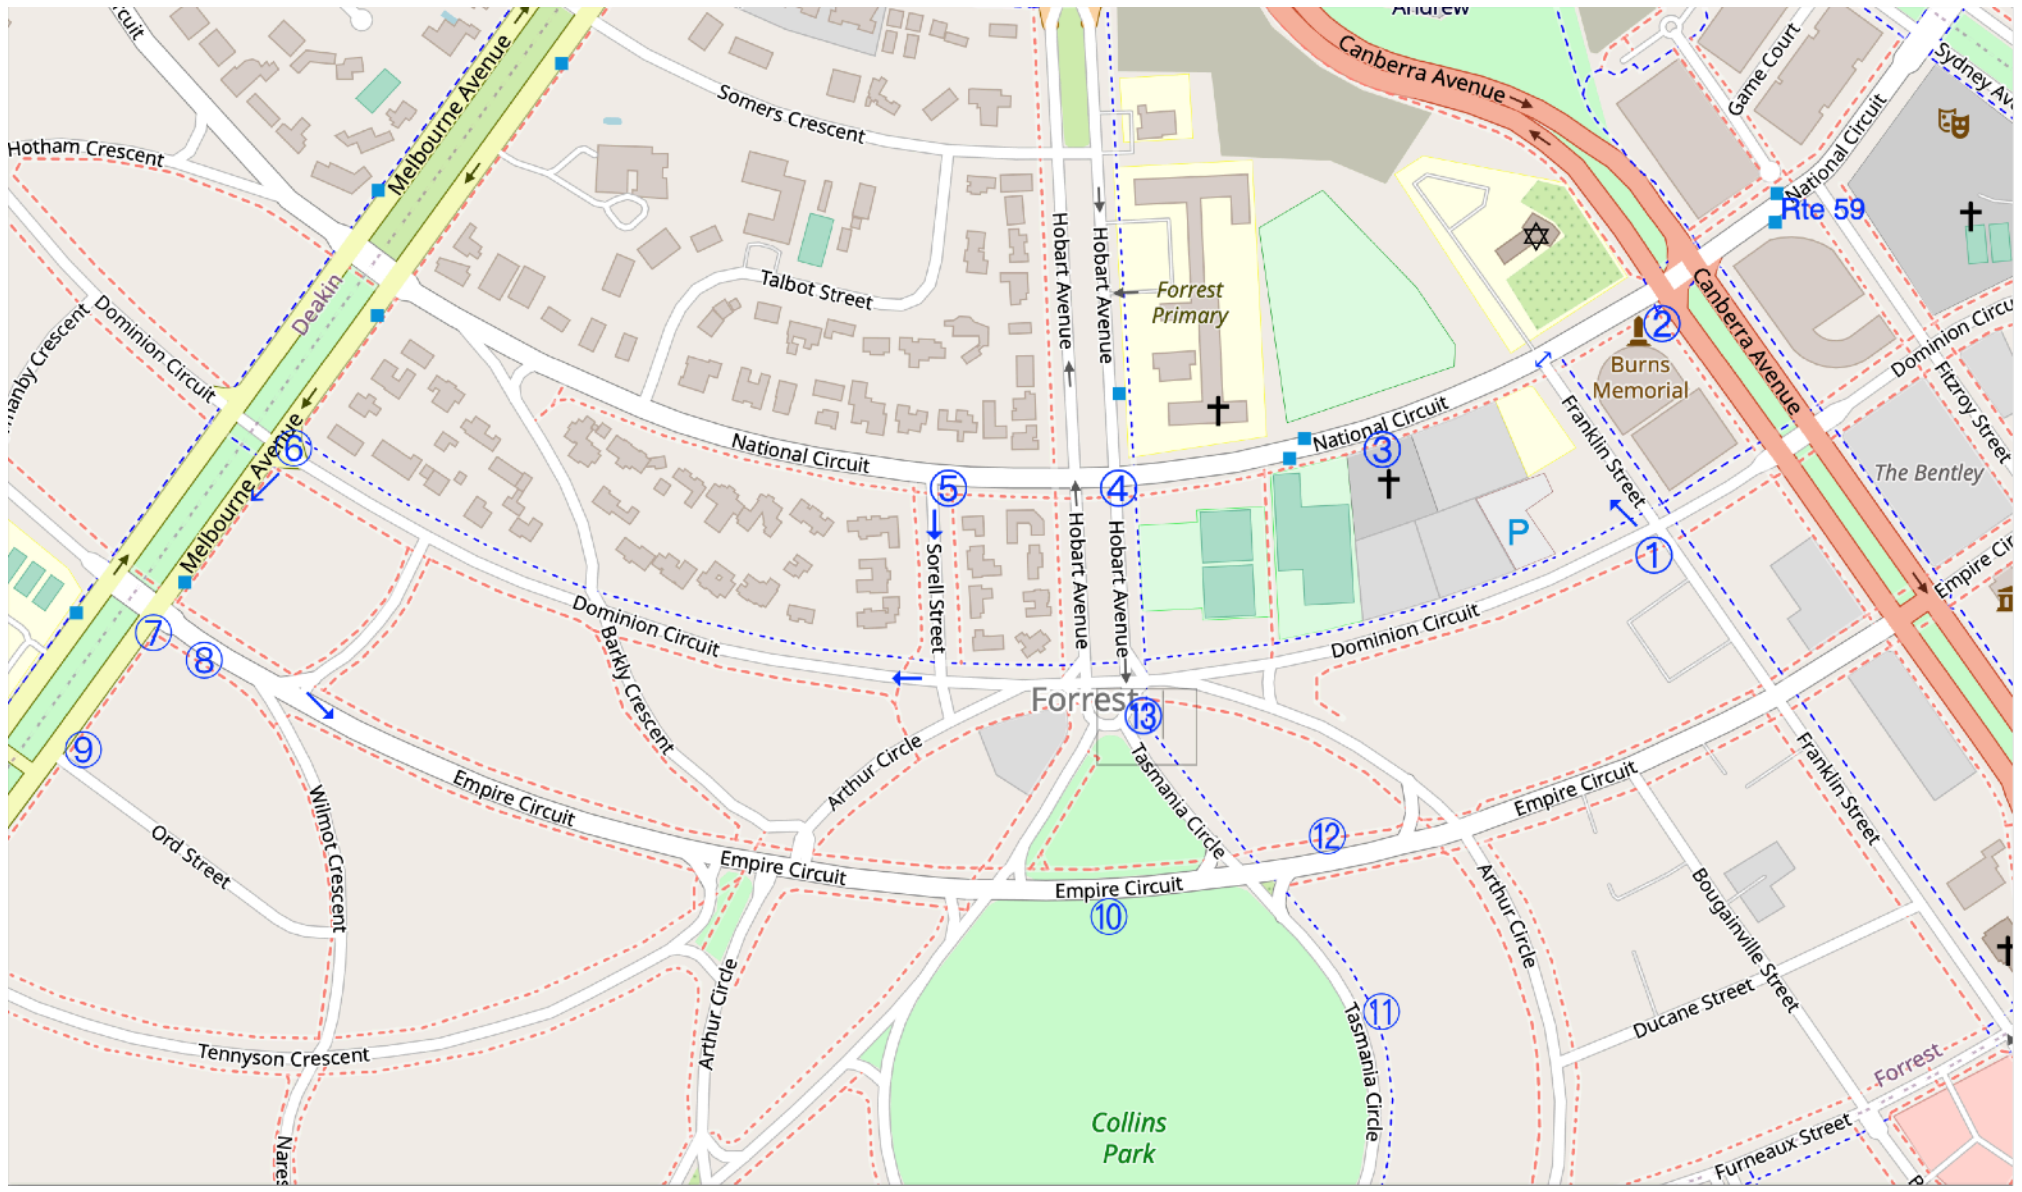 rcuit
Melbourne Avenue
Hotham Crescent
Somers Crescent
Andrew
Canberra Avenue
Game Court
Sydney Av
National Circuit
Rte 59
Deakin
Dominion Circuit
manby Crescent
Talbot Street
Hobart Avenue
Hobart Avenue
Forrest
Primary
②
Burns
Memorial
Canberra Avenue
Dominion Circu
Fitzroy Street
The Bentley
⑥
Melbourne Avenue
National Circuit
⑤
④
National Circuit
③
Franklin Street
P
①
Empire Cir
Sorell Street
Hobart Avenue
Hobart Avenue
Dominion Circuit
Dominion Circuit
⑦
⑧
⑨
Barkly Crescent
Forrest
⑬
Arthur Circle
Tasmania Circle
Empire Circuit
Empire Circuit
Franklin Street
Wilmot Crescent
Ord Street
Empire Circuit
Empire Circuit
⑩
⑫
Arthur Circle
Bougainville Street
Arthur Circle
⑪
Tasmania Circle
Ducane Street
Tennyson Crescent
Forrest
Collins
Park
Furneaux Street
Nares